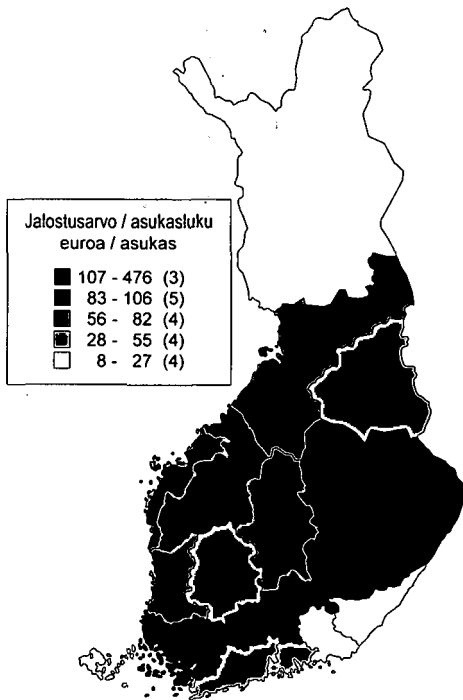 Jalostusarvo / asukasluku
euroa / asukas
107 - 476 (3)
83 - 106 (5)
56 - 82 (4)
28 - 55 (4)
8 - 27 (4)